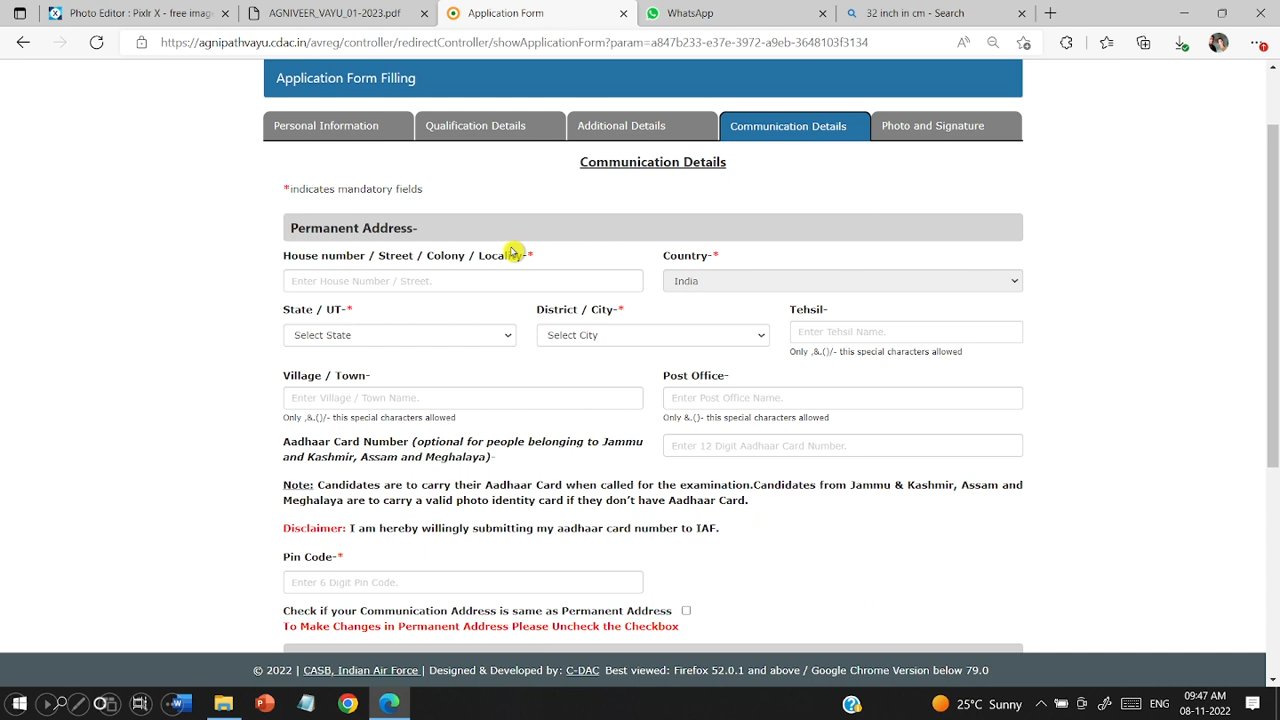 Photo Editor : Pixlr X - free imag
AGNIVEER_VAYU_01-2023.pdf
Application Form
WhatsApp
32 inch in cm - Search
https://agnipathvayu.cdac.in/avreg/controller/redirectController/showApplicationForm?param=a847b233-e37e-3972-a9eb-3648103f3134
Application Form Filling
Personal Information
Qualification Details
Additional Details
Communication Details
Photo and Signature
Communication Details
*indicates mandatory fields
Permanent Address-
House number / Street / Colony / Locality-*
Country-*
Enter House Number / Street.
India
State / UT-*
District / City-*
Tehsil-
Select State
Select City
Enter Tehsil Name.
Only ,&.()/- this special characters allowed
Village / Town-
Post Office-
Enter Village / Town Name.
Enter Post Office Name.
Only ,&.()/- this special characters allowed
Only &.()- this special characters allowed
Aadhaar Card Number (optional for people belonging to Jammu
and Kashmir, Assam and Meghalaya)-
Enter 12 Digit Aadhaar Card Number.
Note: Candidates are to carry their Aadhaar Card when called for the examination.Candidates from Jammu & Kashmir, Assam and
Meghalaya are to carry a valid photo identity card if they don't have Aadhaar Card.
Disclaimer: I am hereby willingly submitting my aadhaar card number to IAF.
Pin Code-*
Enter 6 Digit Pin Code.
Check if your Communication Address is same as Permanent Address
To Make Changes in Permanent Address Please Uncheck the Checkbox
© 2022 | CASB, Indian Air Force | Designed & Developed by: C-DAC Best viewed: Firefox 52.0.1 and above / Google Chrome Version below 79.0
25°C Sunny
ENG
09:47 AM
08-11-2022